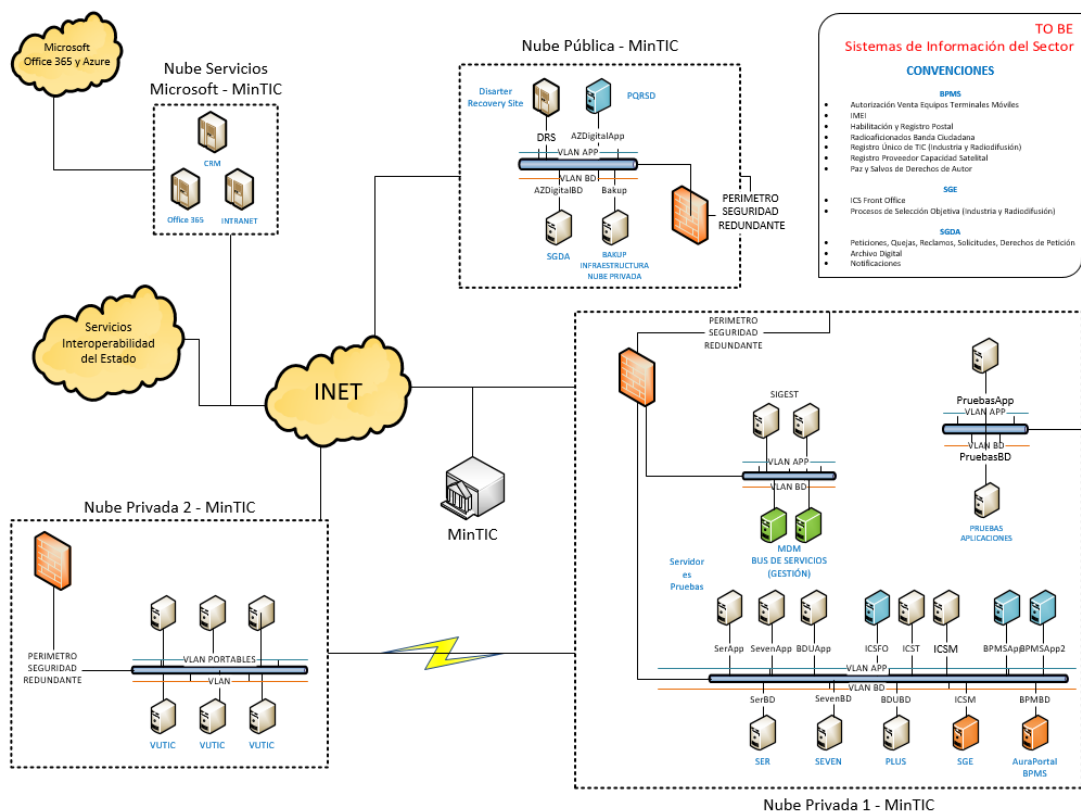 Microsoft
Office 365 y Azure
Nube Servicios
Microsoft - MinTIC
CRM
Office 365
INTRANET
Nube Pública - MinTIC
Disarter
Recovery Site
PQRSD
DRS
AZDigitalApp
VLAN APP
VLAN BD
AZDigitalBD
Bakup
SGDA
BAKUP
INFRAESTRUCTURA
NUBE PRIVADA
PERIMETRO
SEGURIDAD
REDUNDANTE
TO BE
Sistemas de Información del Sector
CONVENCIONES
BPMS
• Autorización Venta Equipos Terminales Móviles
• IMEI
• Habilitación y Registro Postal
• Radioaficionados Banda Ciudadana
• Registro Único de TIC (Industria y Radiodifusión)
• Registro Proveedor Capacidad Satelital
• Paz y Salvos de Derechos de Autor
SGE
• ICS Front Office
• Procesos de Selección Objetiva (Industria y Radiodifusión)
SGDA
• Peticiones, Quejas, Reclamos, Solicitudes, Derechos de Petición
• Archivo Digital
• Notificaciones
Servicios
Interoperabilidad
del Estado
INET
MinTIC
Nube Privada 2 - MinTIC
PERIMETRO
SEGURIDAD
REDUNDANTE
VLAN PORTABLES
VLAN
VUTIC
VUTIC
VUTIC
PERIMETRO
SEGURIDAD
REDUNDANTE
SIGEST
VLAN APP
VLAN BD
MDM
BUS DE SERVICIOS
(GESTIÓN)
PruebasApp
VLAN APP
VLAN BD
PruebasBD
PRUEBAS
APLICACIONES
Servidor
es
Pruebas
SerApp
SevenApp
BDUApp
ICSFO
ICST
ICSM
BPMSApp
BPMSApp2
VLAN APP
VLAN BD
SerBD
SevenBD
BDUBD
ICSM
BPMBD
SER
SEVEN
PLUS
SGE
AuraPortal
BPMS
Nube Privada 1 - MinTIC